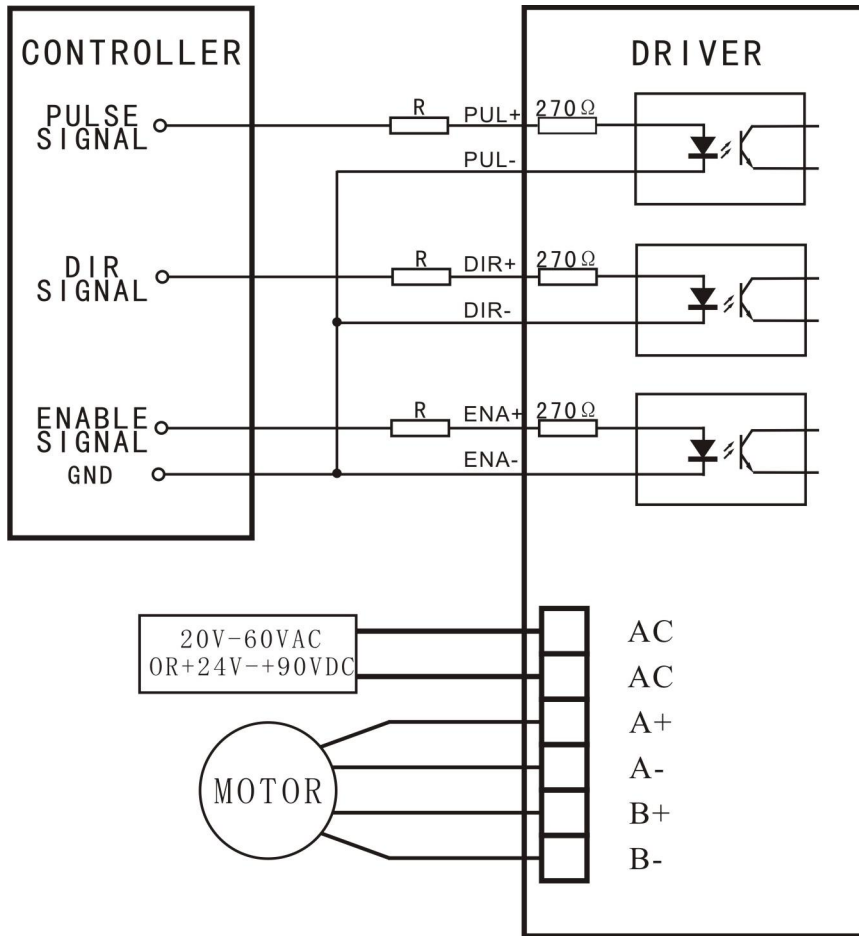 CONTROLLER
DRIVER
PULSE
SIGNAL
R
PUL+
270Ω
PUL-
DIR
SIGNAL
R
DIR+
270Ω
DIR-
ENABLE
SIGNAL
R
ENA+
270Ω
GND
ENA-
20V-60VAC
OR+24V-+90VDC
AC
AC
A+
A-
MOTOR
B+
B-